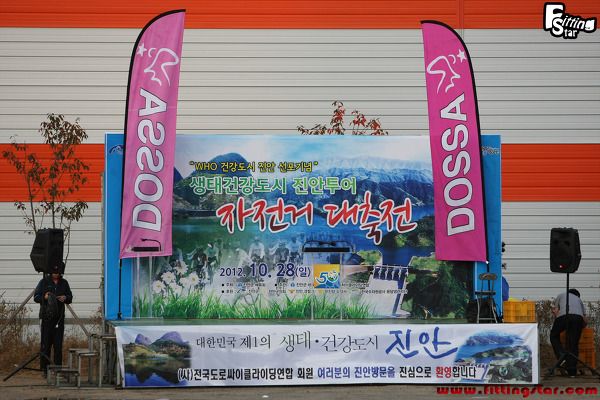 Fitting
Star
DOSSA
DOSSA
"WHO 건강도시 진안 선포기념"
생태건강도시 진안투어
자전거 대축전
2012. 10. 28(일)
대한민국 제1의 생태·건강도시 진안
(사)전국도로싸이클라이딩연합 회원 여러분의 진안방문을 진심으로 환영합니다
www.fittingstar.com